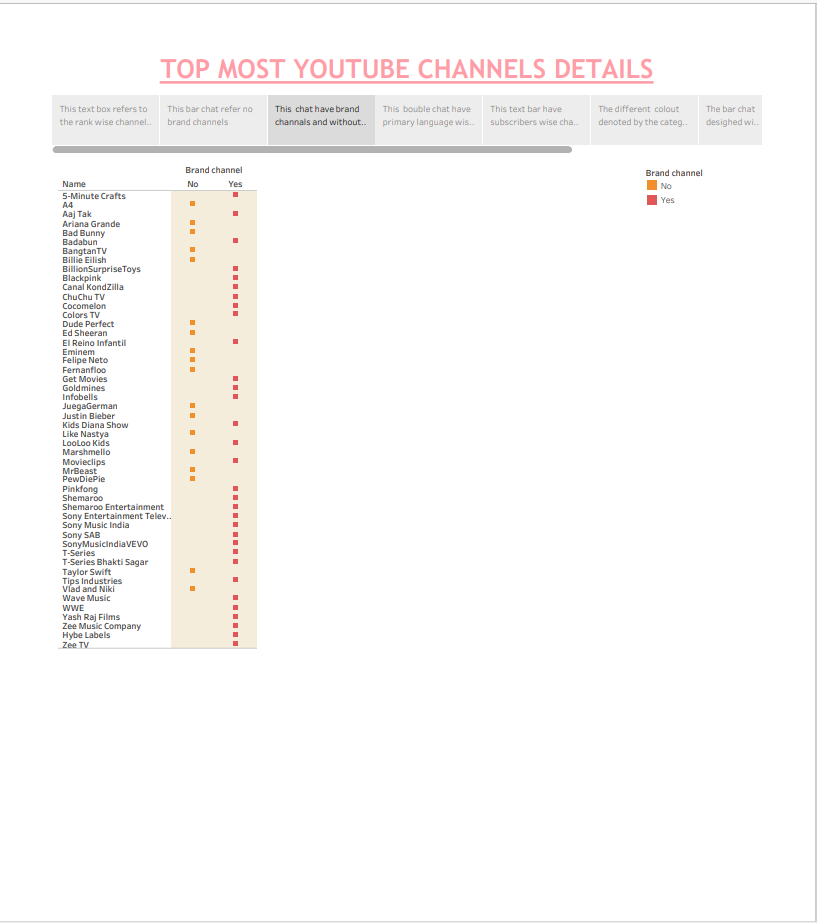 TOP MOST YOUTUBE CHANNELS DETAILS
This text box refers to
the rank wise channel..
This bar chat refer no
brand channels
This chat have brand
channals and without..
This bouble chat have
primary language wis..
This text bar have
subscribers wise cha..
The different colout
denoted by the categ..
The bar chat
desighed wi..
Brand channel
Name No Yes
5-Minute Crafts
A4
Aaj Tak
Ariana Grande
Bad Bunny
Badabun
BangtanTV
Billie Eilish
BillionSurpriseToys
Blackpink
Canal KondZilla
ChuChu TV
Cocomelon
Colors TV
Dude Perfect
Ed Sheeran
El Reino Infantil
Eminem
Felipe Neto
Fernanfloo
Get Movies
Goldmines
Infobells
JuegaGerman
Justin Bieber
Kids Diana Show
Like Nastya
LooLoo Kids
Marshmello
Movieclips
MrBeast
PewDiePie
Pinkfong
Shemaroo
Shemaroo Entertainment
Sony Entertainment Telev..
Sony Music India
Sony SAB
SonyMusicIndiaVEVO
T-Series
T-Series Bhakti Sagar
Taylor Swift
Tips Industries
Vlad and Niki
Wave Music
WWE
Yash Raj Films
Zee Music Company
Hybe Labels
Zee TV
Brand channel
No
Yes